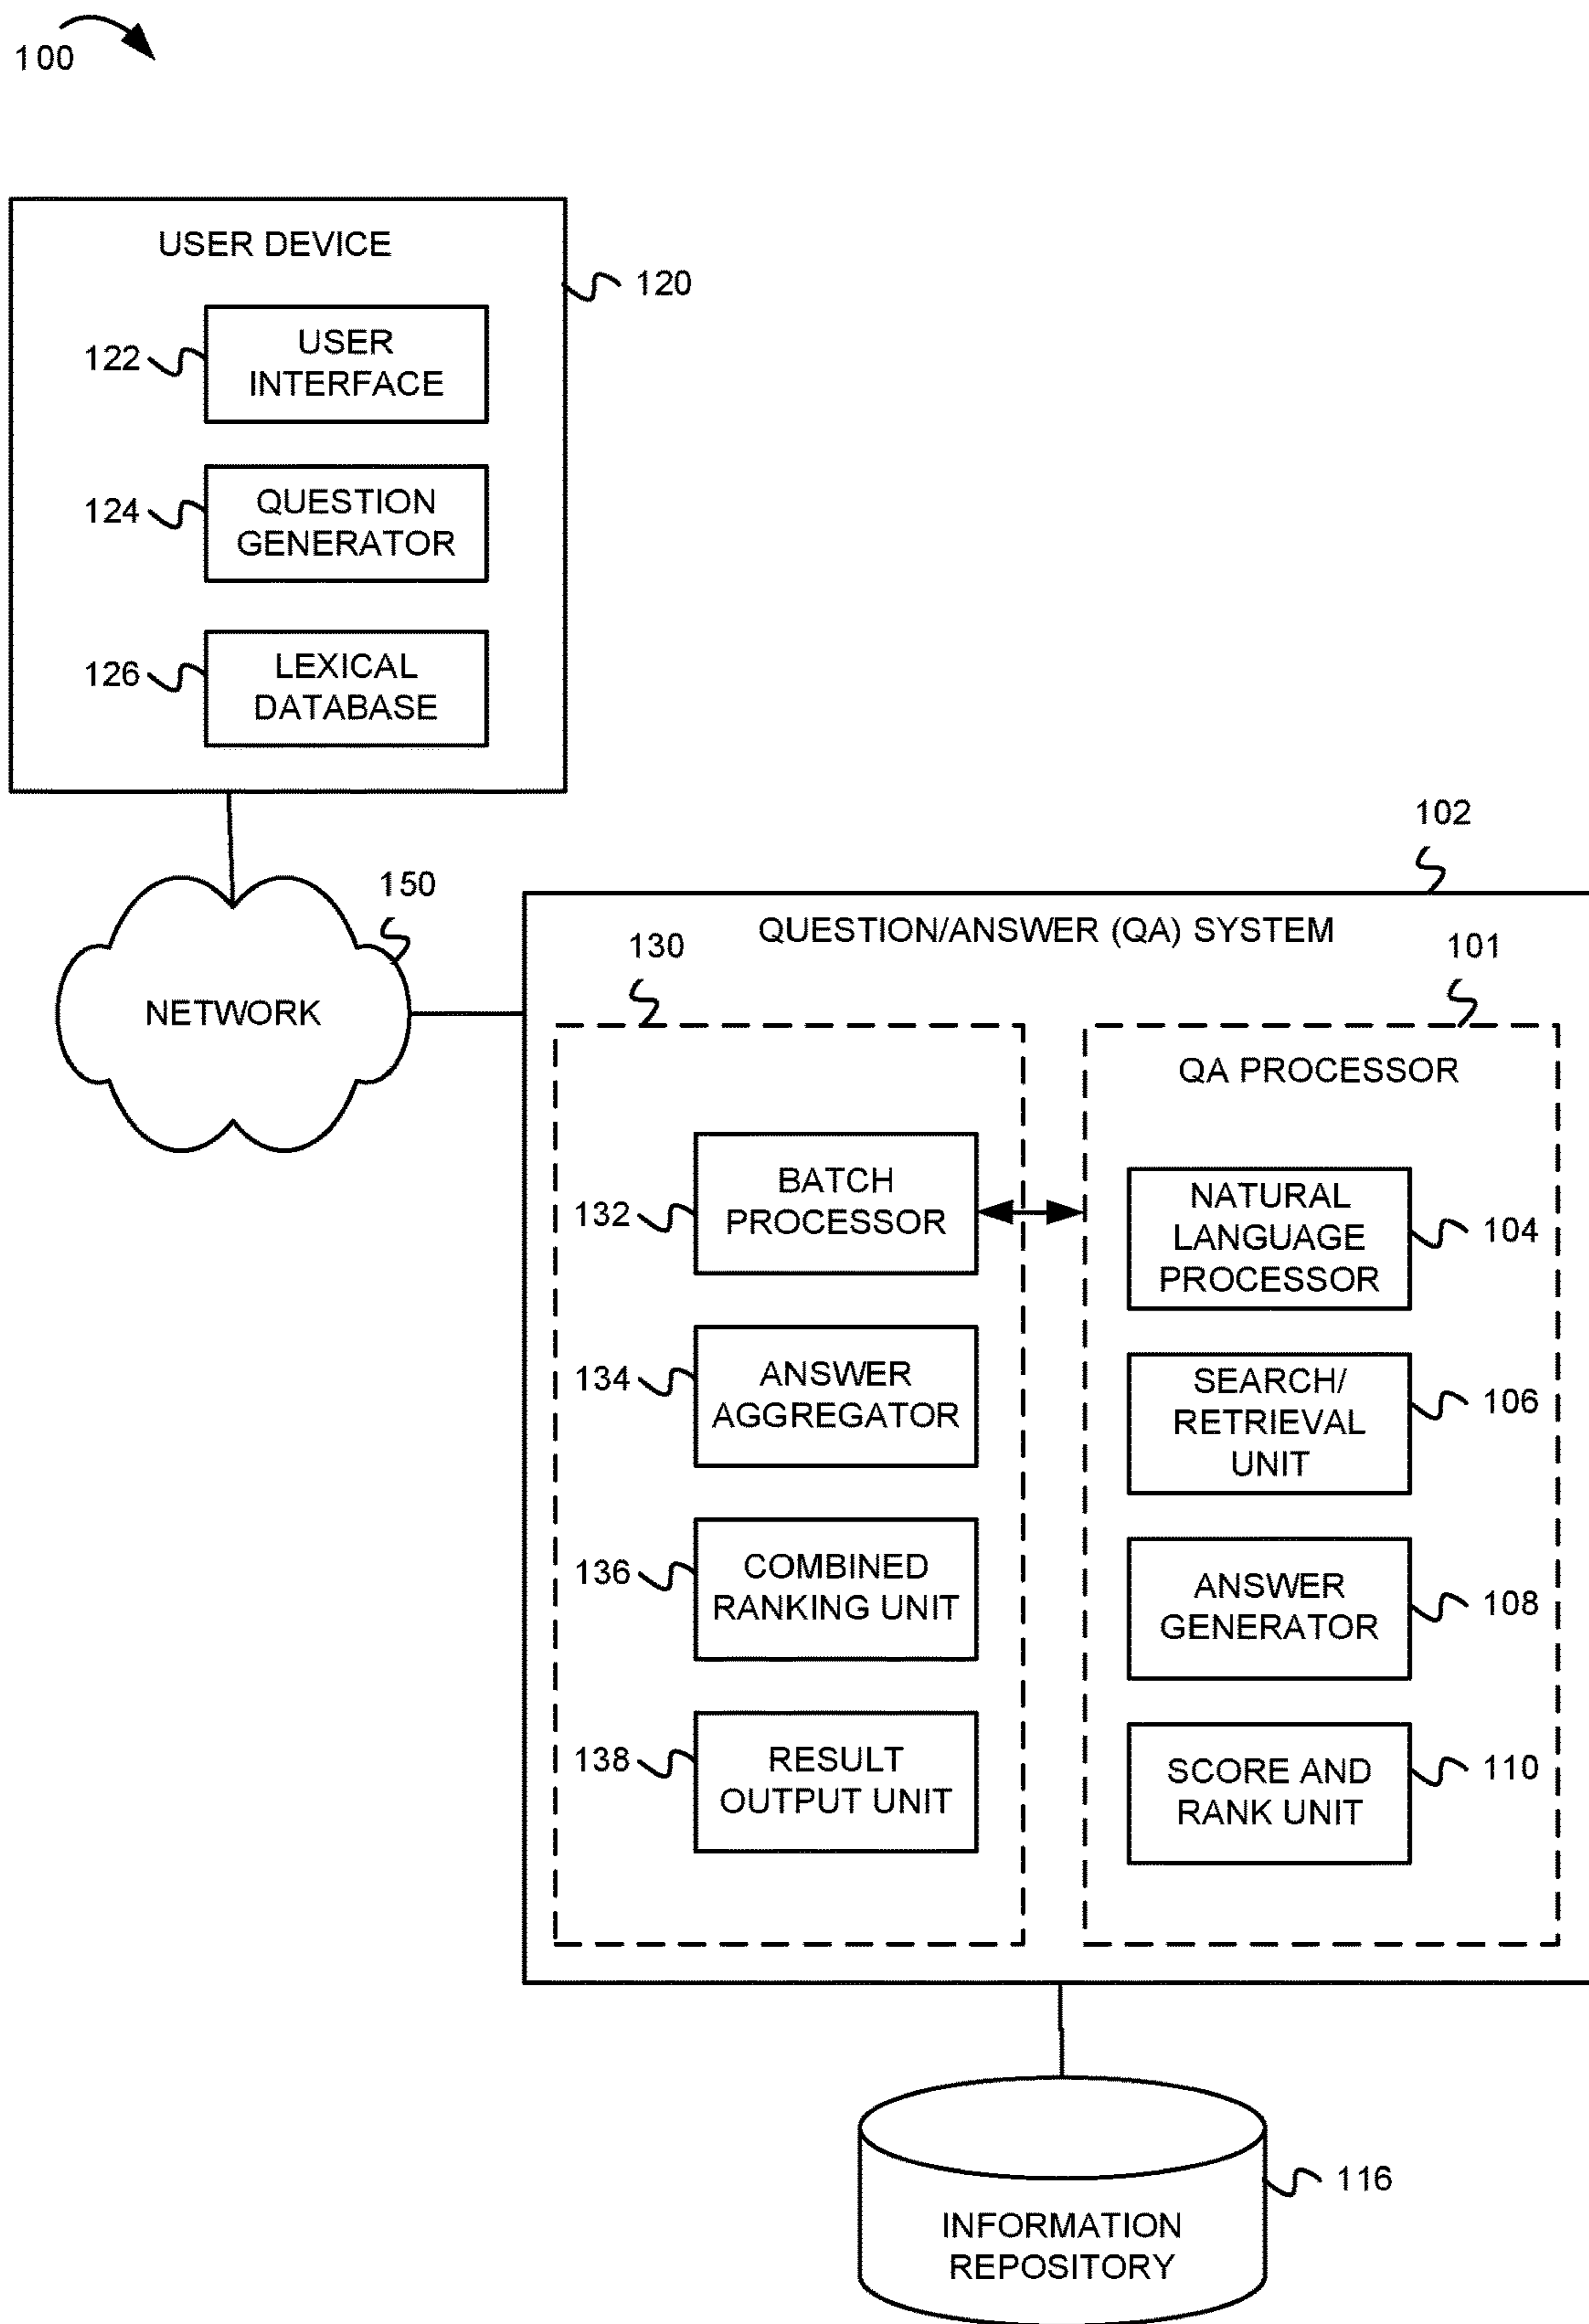 100
USER DEVICE
120
122
USER
INTERFACE
124
QUESTION
GENERATOR
126
LEXICAL
DATABASE
150
NETWORK
102
QUESTION/ANSWER (QA) SYSTEM
130
101
QA PROCESSOR
132
BATCH
PROCESSOR
134
ANSWER
AGGREGATOR
136
COMBINED
RANKING UNIT
138
RESULT
OUTPUT UNIT
NATURAL
LANGUAGE
PROCESSOR
104
SEARCH/
RETRIEVAL
UNIT
106
ANSWER
GENERATOR
108
SCORE AND
RANK UNIT
110
116
INFORMATION
REPOSITORY